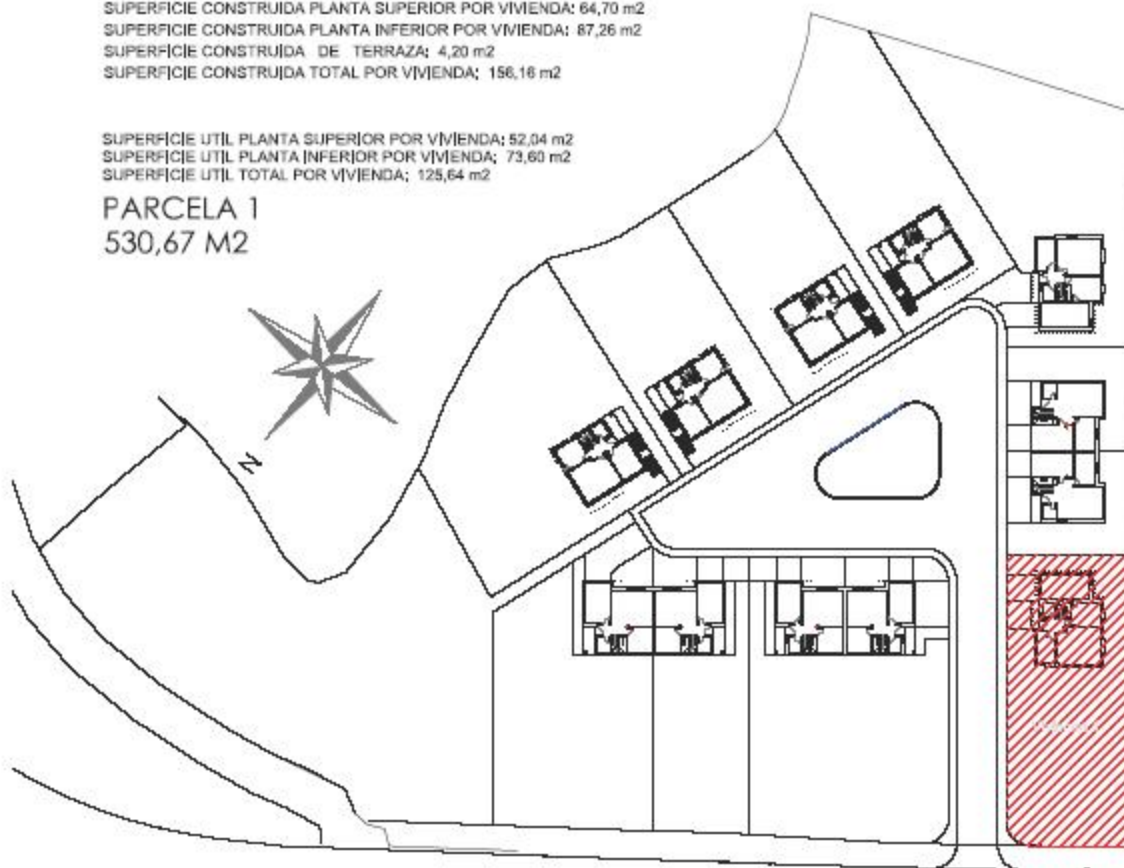 SUPERFICIE CONSTRUIDA PLANTA SUPERIOR POR VIVIENDA: 64,70 m2
SUPERFICIE CONSTRUIDA PLANTA INFERIOR POR VIVIENDA: 87,26 m2
SUPERFICIE CONSTRUIDA DE TERRAZA: 4,20 m2
SUPERFICIE CONSTRUIDA TOTAL POR VIVIENDA: 156,16 m2
SUPERFICIE UTIL PLANTA SUPERIOR POR VIVIENDA: 52,04 m2
SUPERFICIE UTIL PLANTA INFERIOR POR VIVIENDA: 73,60 m2
SUPERFICIE UTIL TOTAL POR VIVIENDA: 125,64 m2
PARCELA 1
530,67 M2
N